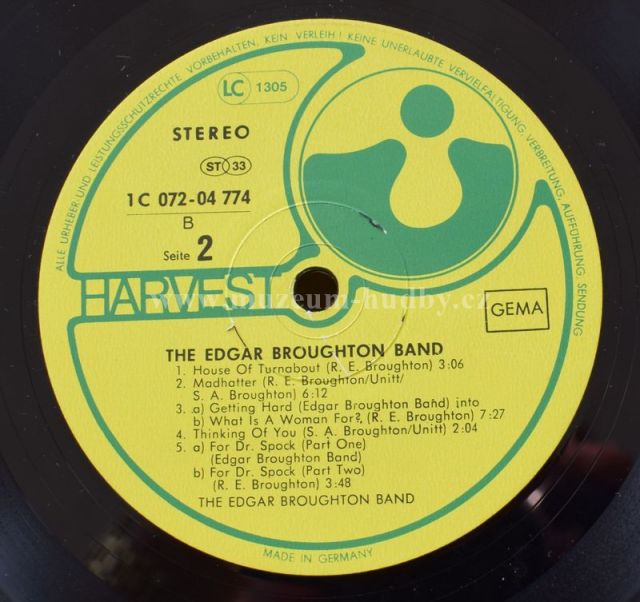 ALLE URHEBER UND LEISTUNGSSCHUTZRECHTE VORBEHALTEN. KEIN VERLEIH! KEINE UNERLAUBTE VERVIELFÄLTIGUNG, VERBREITUNG, AUFFÜHRUNG, SENDUNG
LC 1305
STEREO
ST 33
1 C 072-04 774
B
Seite 2
HARVEST
www.muzeum-hudby.cz
GEMA
THE EDGAR BROUGHTON BAND
1. House Of Turnabout (R. E. Broughton) 3:06
2. Madhatter (R. E. Broughton/Unitt/
S. A. Broughton) 6:12
3. a) Getting Hard (Edgar Broughton Band) into
b) What Is A Woman For?, (R. E. Broughton) 7:27
4. Thinking Of You (S. A. Broughton/Unitt) 2:04
5. a) For Dr. Spock (Part One)
(Edgar Broughton Band)
b) For Dr. Spock (Part Two)
(R. E. Broughton) 3:48
THE EDGAR BROUGHTON BAND
MADE IN GERMANY